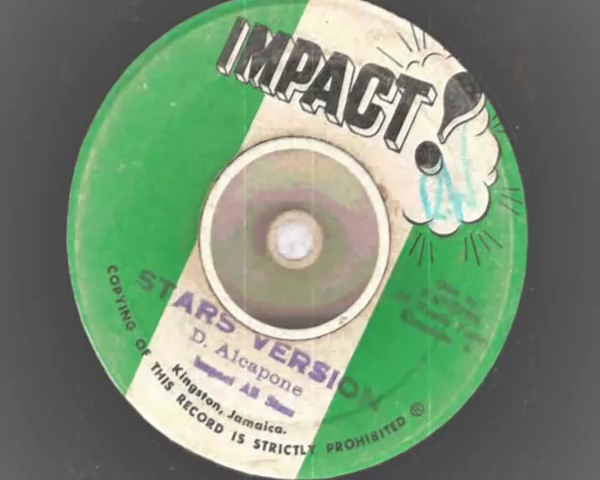 IMPACT!
STARS VERSION
D. Alcapone
Impact All Stars
Kingston, Jamaica.
COPYING OF THIS RECORD IS STRICTLY PROHIBITED ®